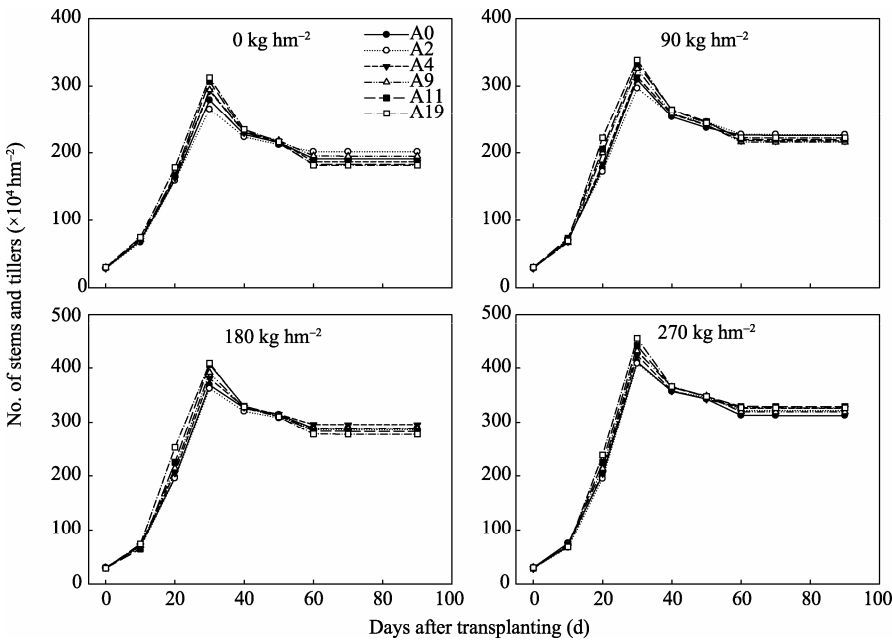 No. of stems and tillers (×10⁴ hm⁻²)
400
300
200
100
0
0 kg hm⁻²
A0
A2
A4
A9
A11
A19
400
300
200
100
0
90 kg hm⁻²
500
400
300
200
100
0
180 kg hm⁻²
0 20 40 60 80 100
500
400
300
200
100
0
270 kg hm⁻²
0 20 40 60 80 100
Days after transplanting (d)